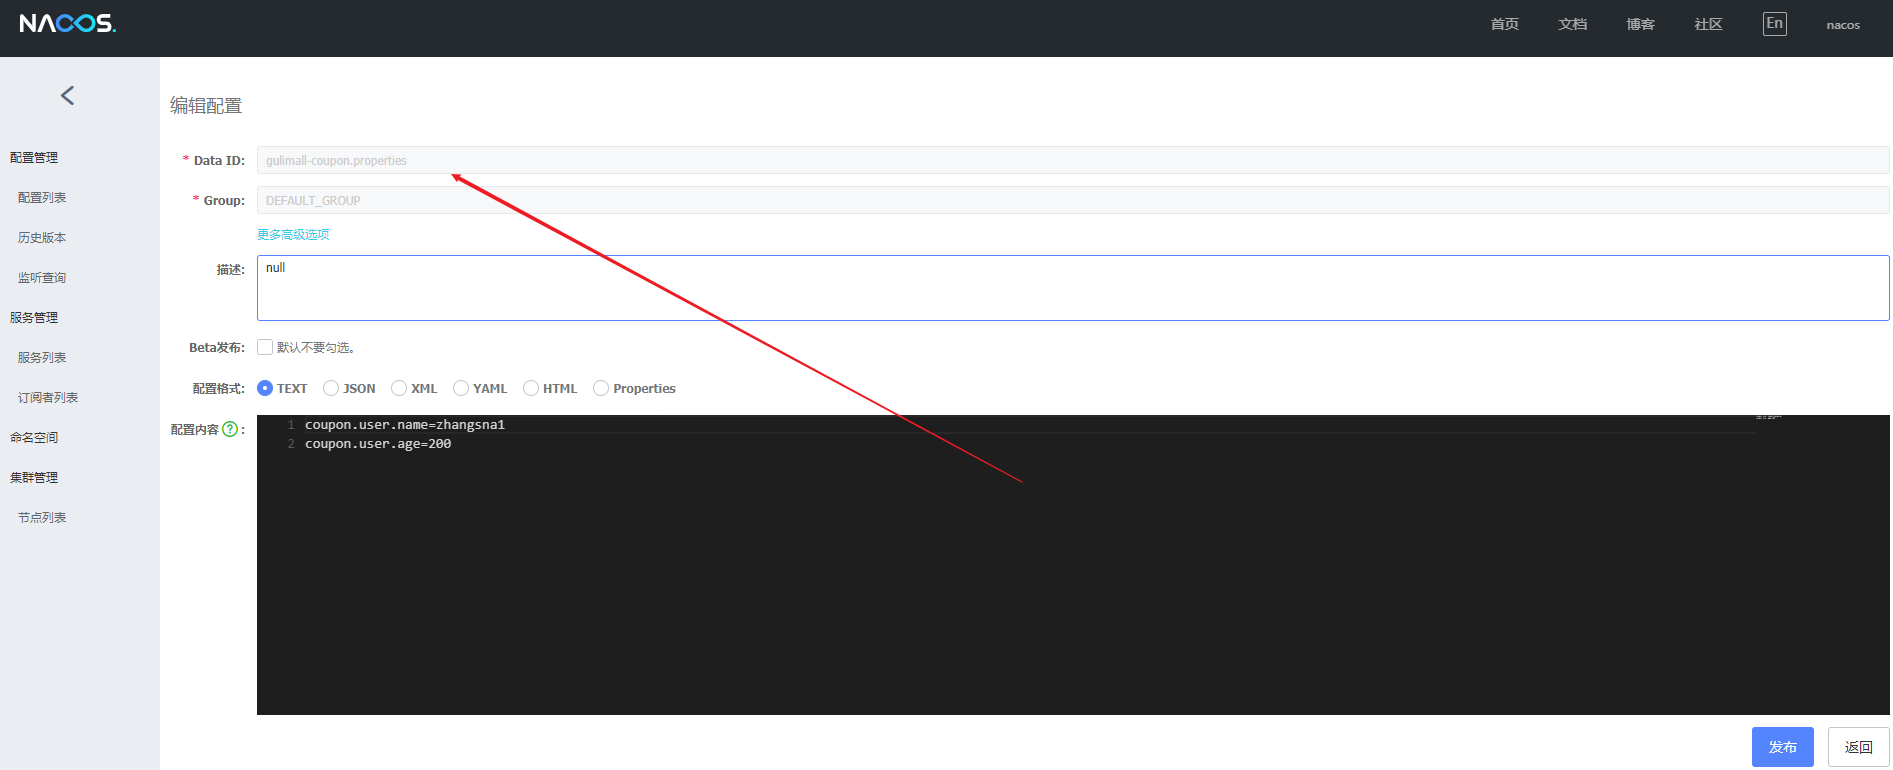 NACOS.
首页 文档 博客 社区 En nacos
编辑配置
配置管理
配置列表
历史版本
监听查询
服务管理
服务列表
订阅者列表
命名空间
集群管理
节点列表
* Data ID: gulimall-coupon.properties
* Group: DEFAULT_GROUP
更多高级选项
描述: null
Beta发布: 默认不要勾选。
配置格式: TEXT JSON XML YAML HTML Properties
配置内容 ? :
1 coupon.user.name=zhangsna1
2 coupon.user.age=200
发布 返回